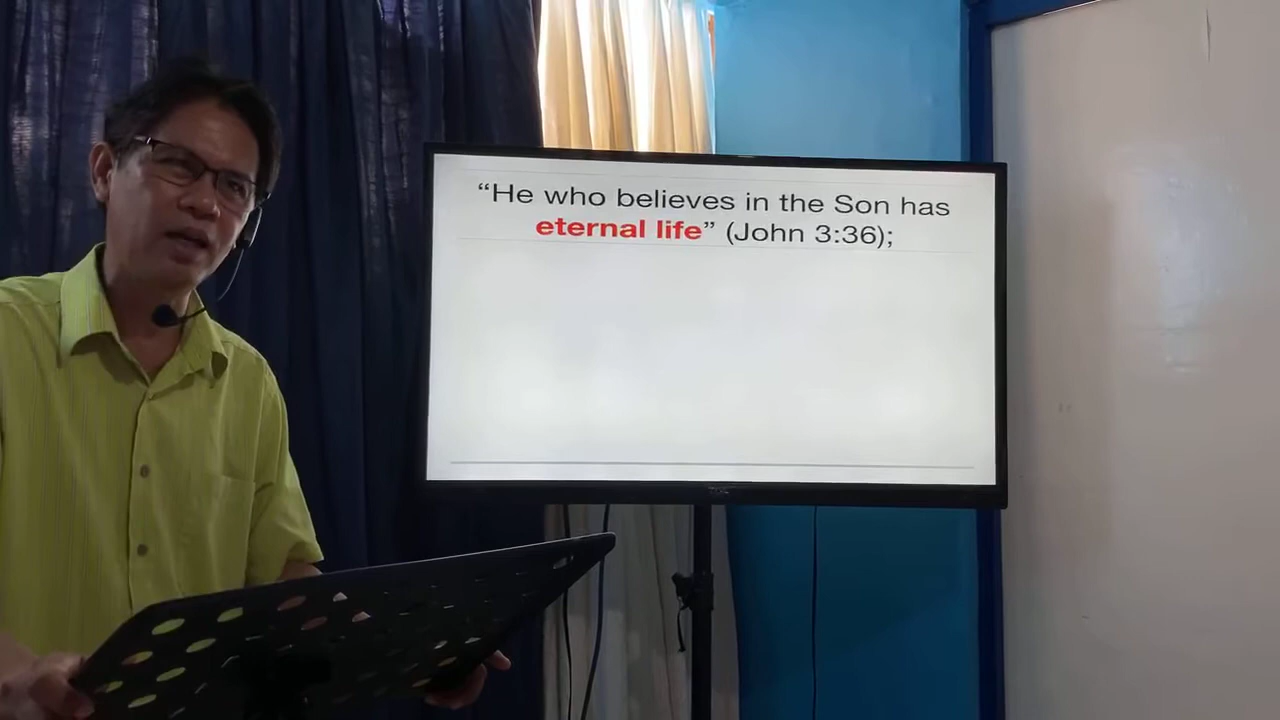 “He who believes in the Son has
eternal life” (John 3:36);